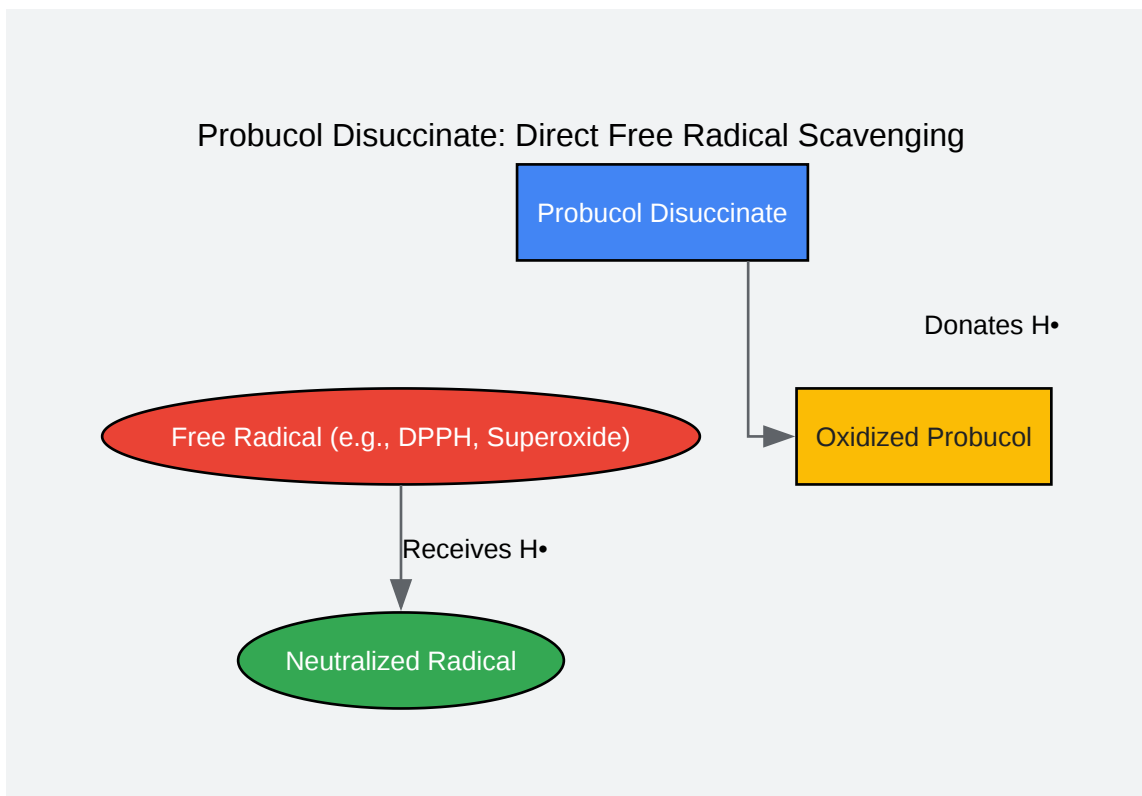 Probucol Disuccinate: Direct Free Radical Scavenging
Probucol Disuccinate
Donates H•
Free Radical (e.g., DPPH, Superoxide)
Oxidized Probucol
Receives H•
Neutralized Radical